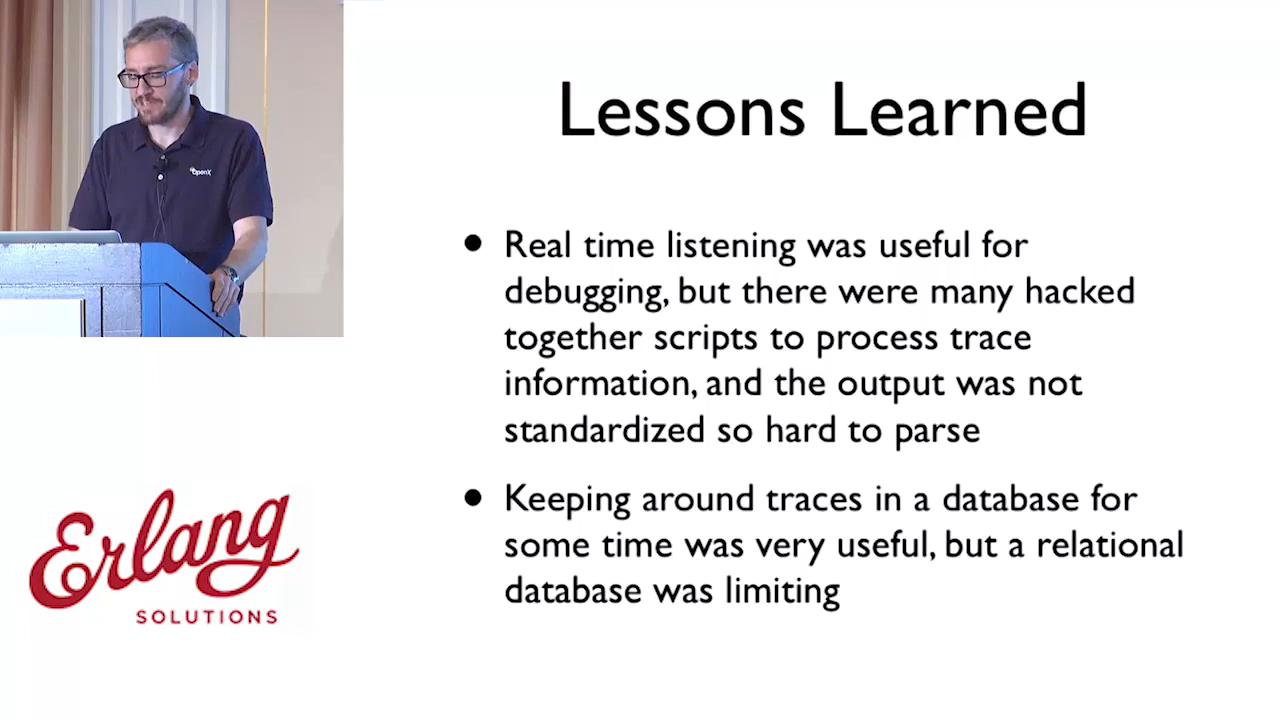 OpenX
Lessons Learned
• Real time listening was useful for
debugging, but there were many hacked
together scripts to process trace
information, and the output was not
standardized so hard to parse
• Keeping around traces in a database for
some time was very useful, but a relational
database was limiting
Erlang
SOLUTIONS